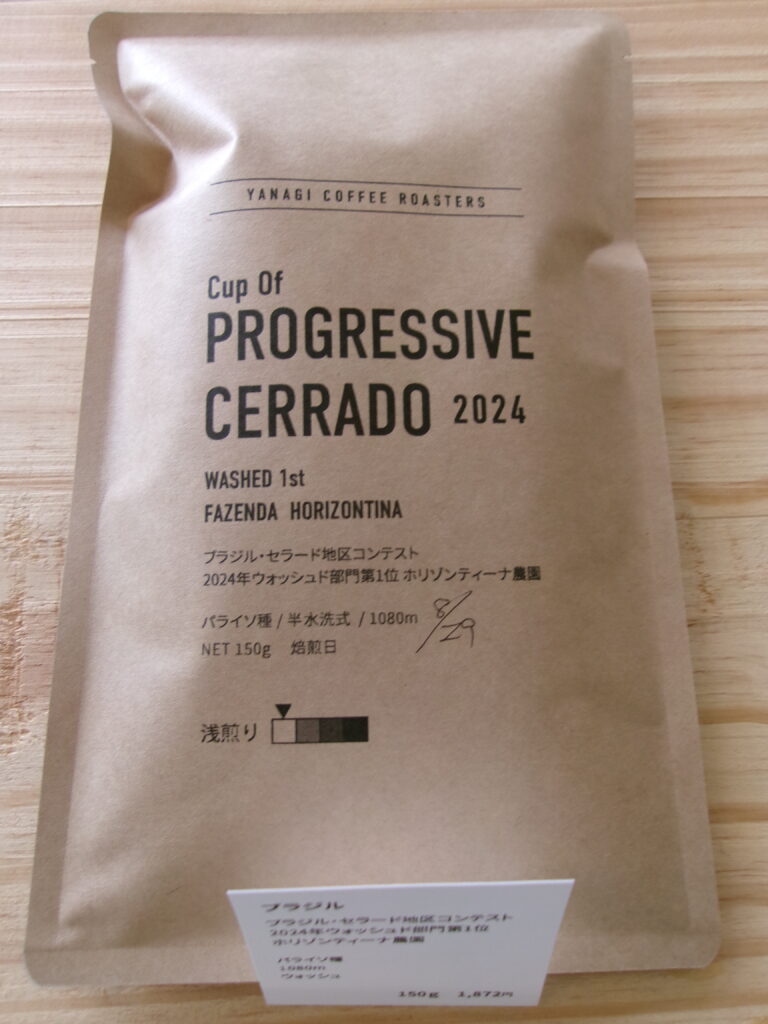 YANAGI COFFEE ROASTERS
Cup Of
PROGRESSIVE
CERRADO 2024
WASHED 1st
FAZENDA HORIZONTINA
ブラジル・セラード地区コンテスト
2024年ウォッシュド部門第1位 ホリゾンティーナ農園
パライソ種 / 半水洗式 / 1080m
NET 150g 焙煎日 8/29
浅煎り
ブラジル
ブラジル・セラード地区コンテスト
2024年ウォッシュド部門第1位
ホリゾンティーナ農園
パライソ種
1080m
ウォッシュ
150g 1,872円